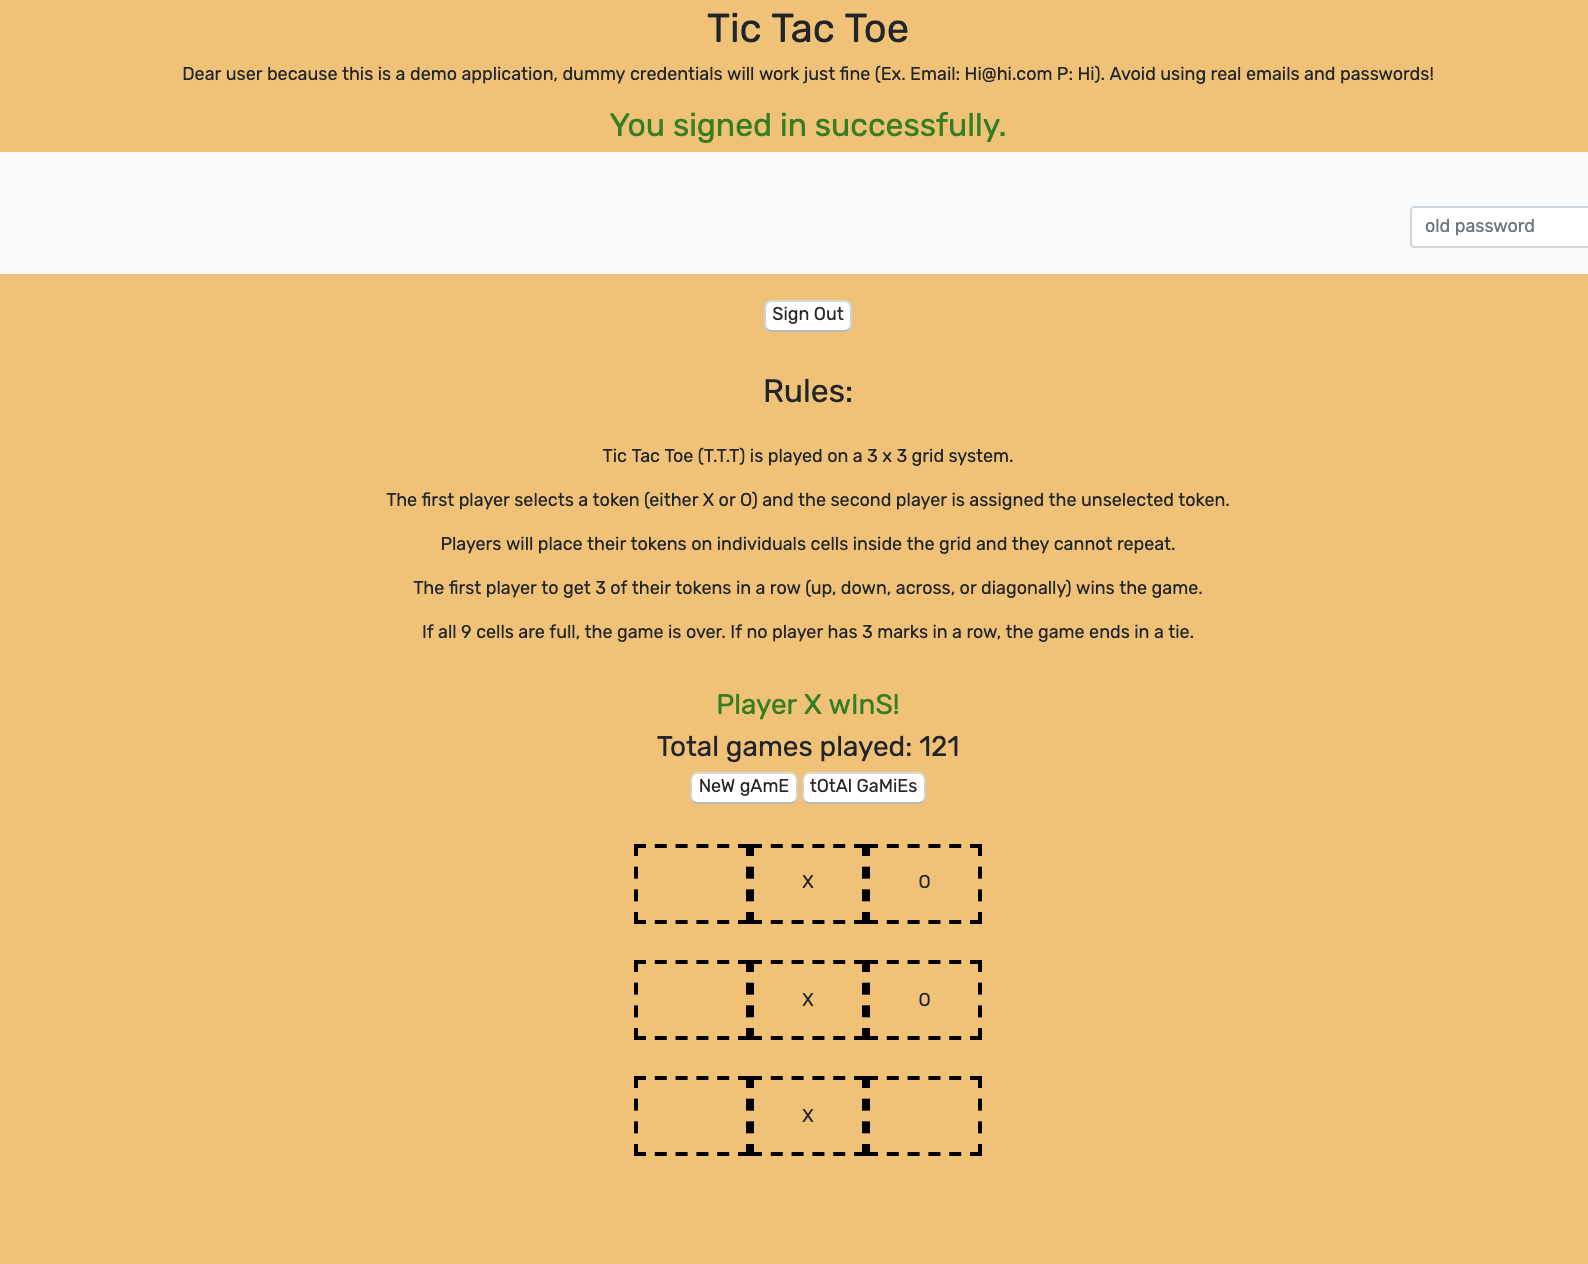 Tic Tac Toe
Dear user because this is a demo application, dummy credentials will work just fine (Ex. Email: Hi@hi.com P: Hi). Avoid using real emails and passwords!
You signed in successfully.
old password
Sign Out
Rules:
Tic Tac Toe (T.T.T) is played on a 3 x 3 grid system.
The first player selects a token (either X or O) and the second player is assigned the unselected token.
Players will place their tokens on individuals cells inside the grid and they cannot repeat.
The first player to get 3 of their tokens in a row (up, down, across, or diagonally) wins the game.
If all 9 cells are full, the game is over. If no player has 3 marks in a row, the game ends in a tie.
Player X wInS!
Total games played: 121
NeW gAmE tOtAl GaMiEs
X O
X O
X